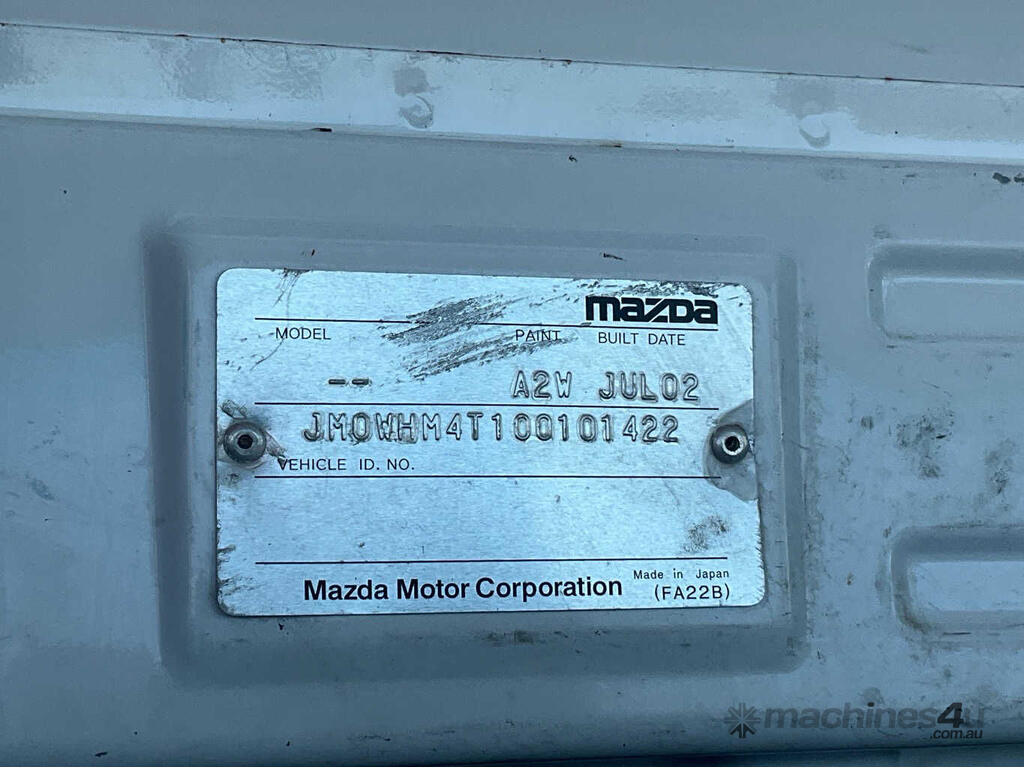 mazda
MODEL PAINT BUILT DATE
-- A2W JUL02
JM0WHM4T100101422
VEHICLE ID. NO.
Mazda Motor Corporation Made in Japan
(FA22B)
machines4u
.com.au